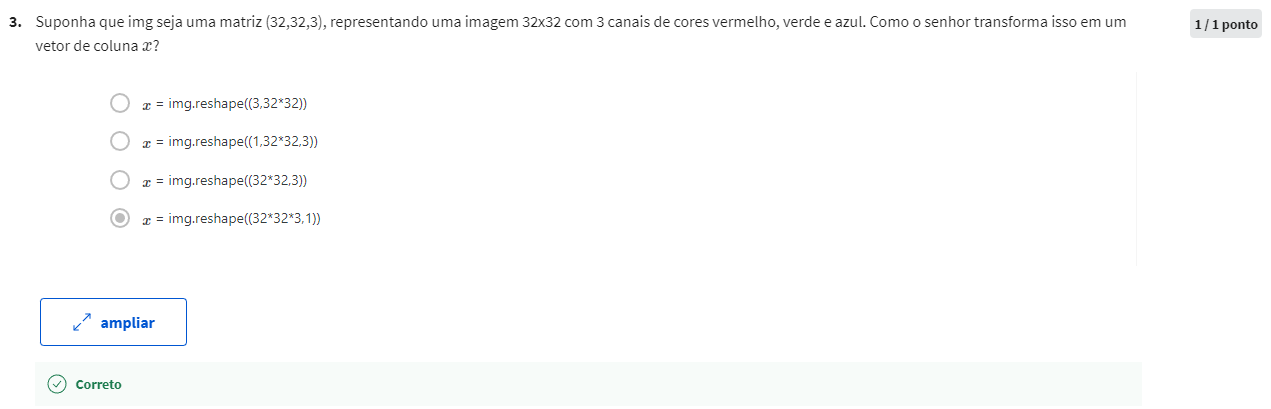 3. Suponha que img seja uma matriz (32,32,3), representando uma imagem 32x32 com 3 canais de cores vermelho, verde e azul. Como o senhor transforma isso em um
1 / 1 ponto
vetor de coluna x?
x = img.reshape((3,32*32))
x = img.reshape((1,32*32,3))
x = img.reshape((32*32,3))
x = img.reshape((32*32*3,1))
ampliar
Correto